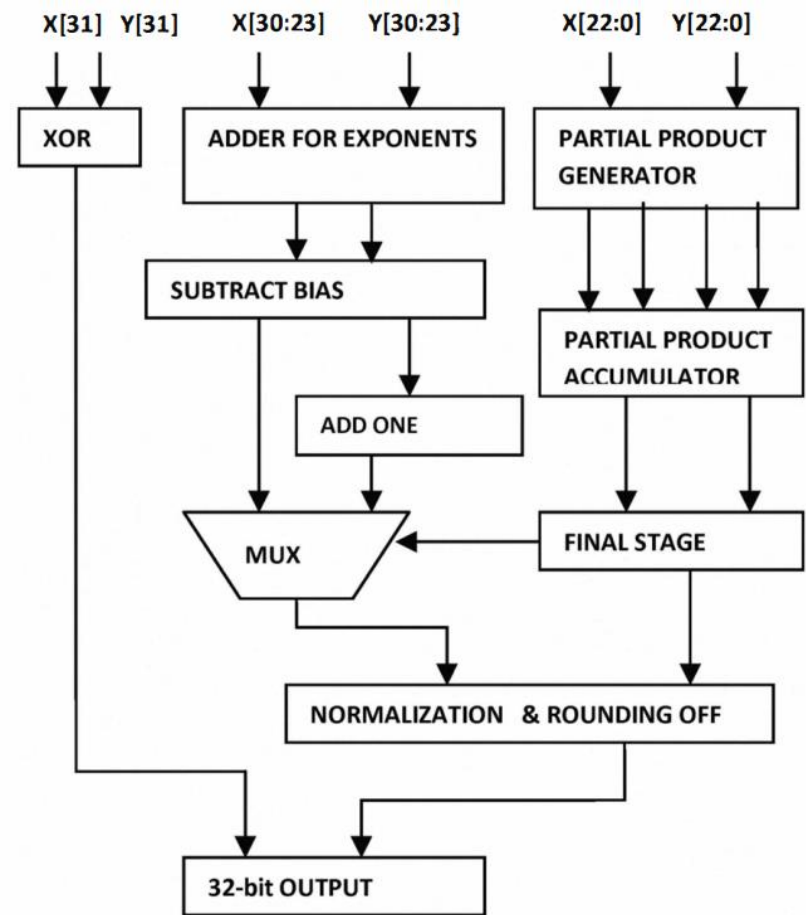 X[31] Y[31] X[30:23] Y[30:23] X[22:0] Y[22:0]
XOR
ADDER FOR EXPONENTS
PARTIAL PRODUCT
GENERATOR
SUBTRACT BIAS
PARTIAL PRODUCT
ACCUMULATOR
ADD ONE
MUX
FINAL STAGE
NORMALIZATION & ROUNDING OFF
32-bit OUTPUT